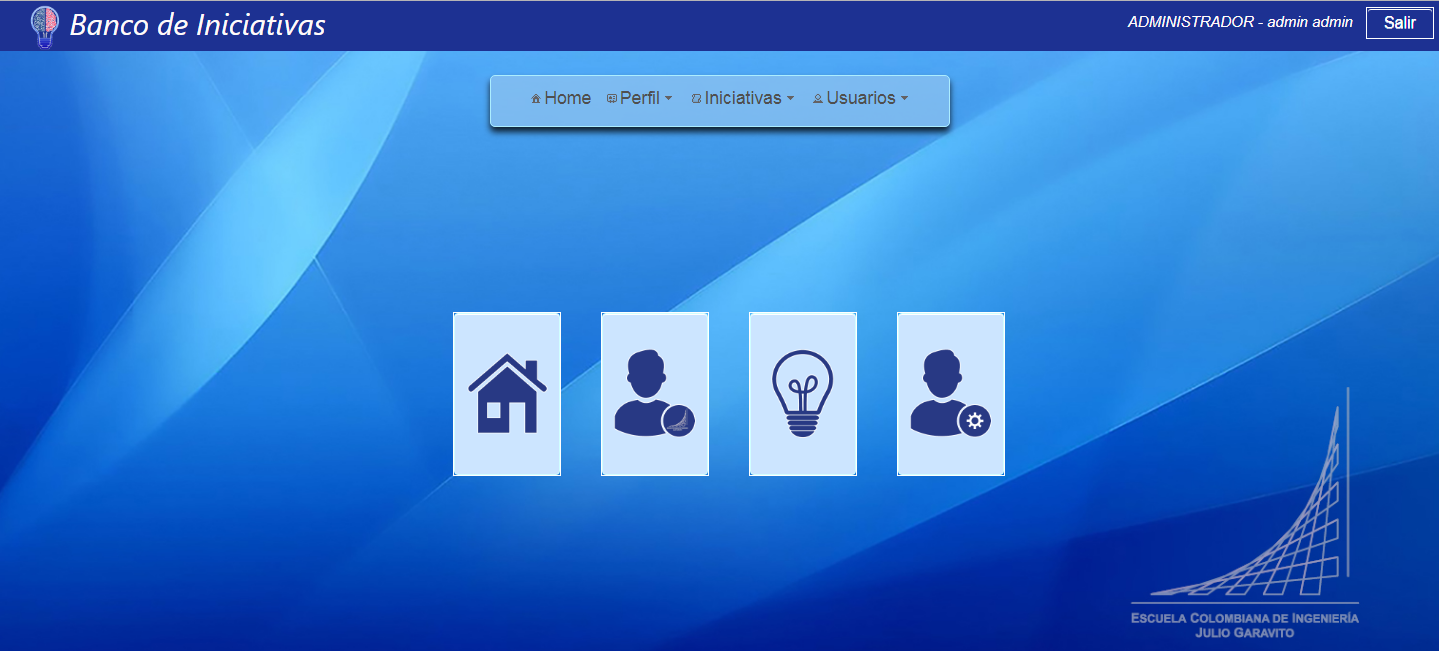 Banco de Iniciativas
ADMINISTRADOR - admin admin
Salir
Home Perfil Iniciativas Usuarios
ESCUELA COLOMBIANA DE INGENIERÍA
JULIO GARAVITO